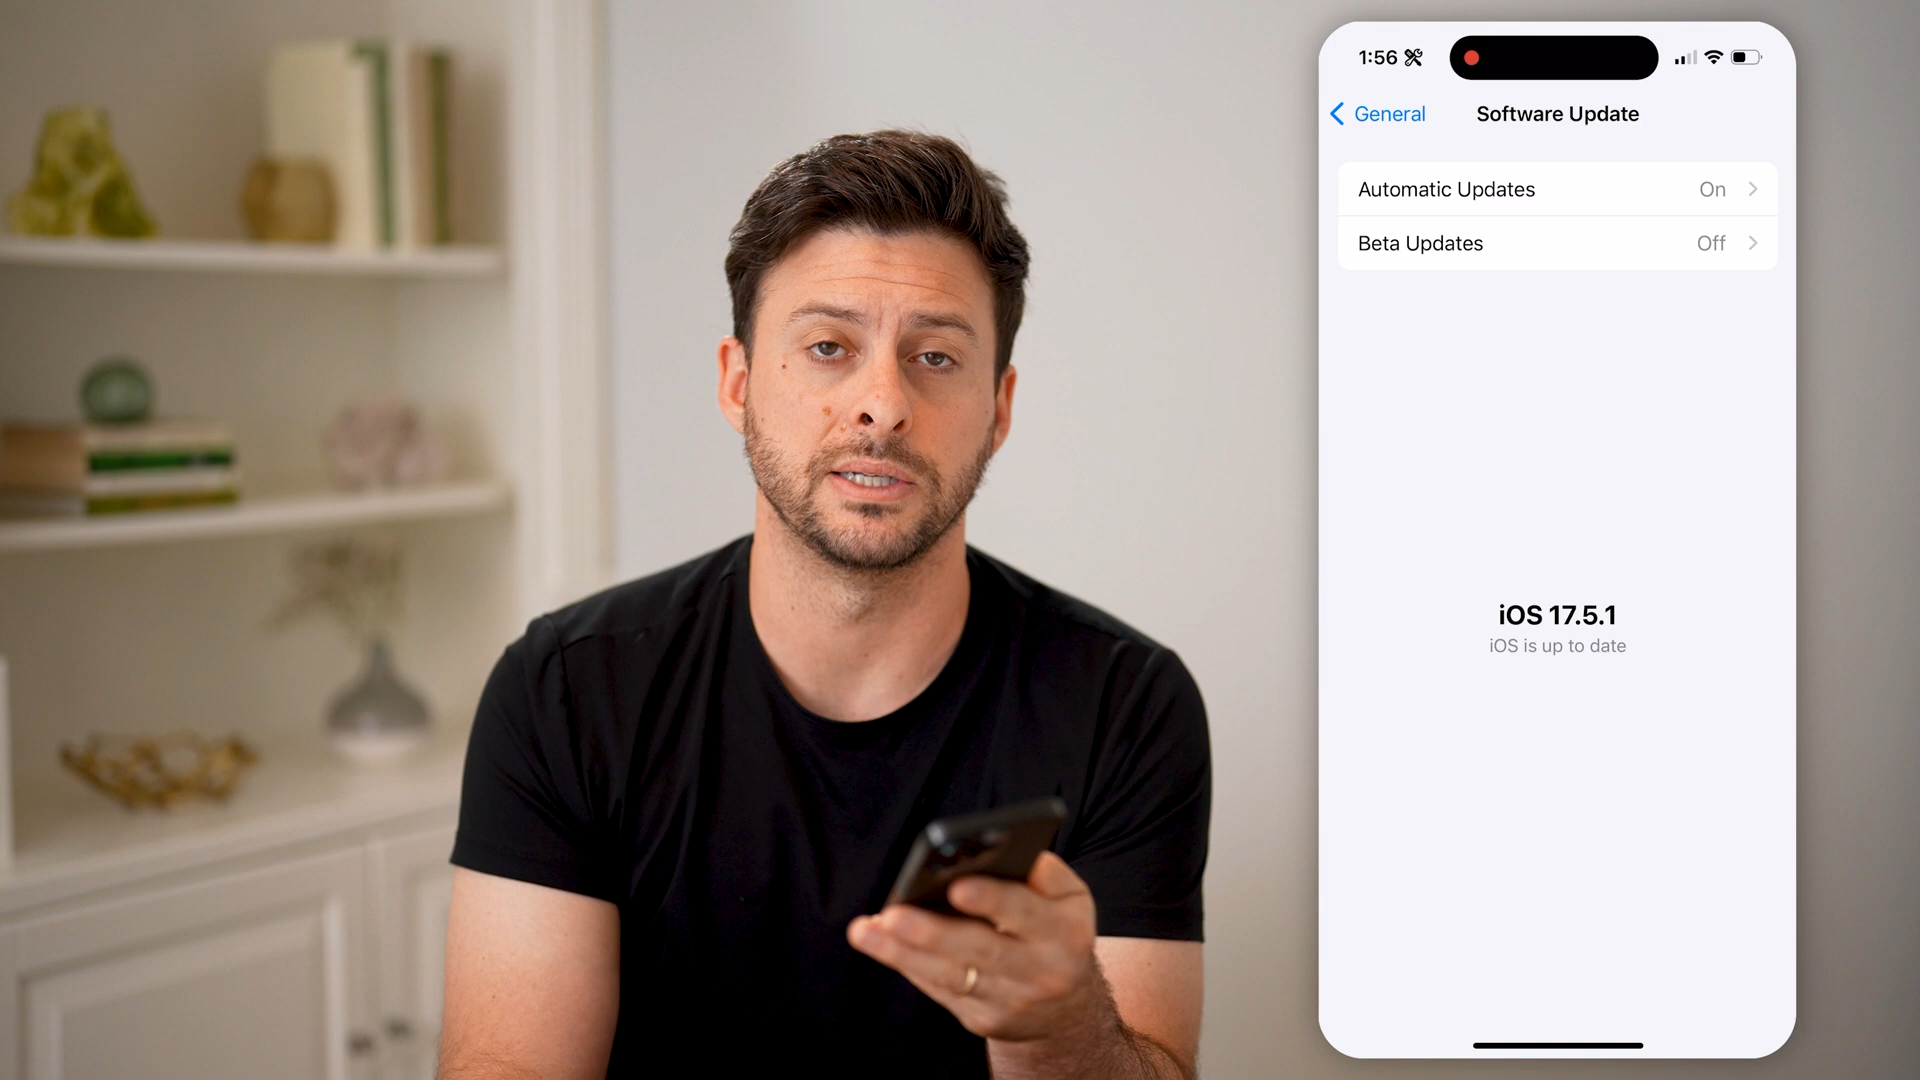 1:56
General
Software Update
Automatic Updates On
Beta Updates Off
iOS 17.5.1
iOS is up to date